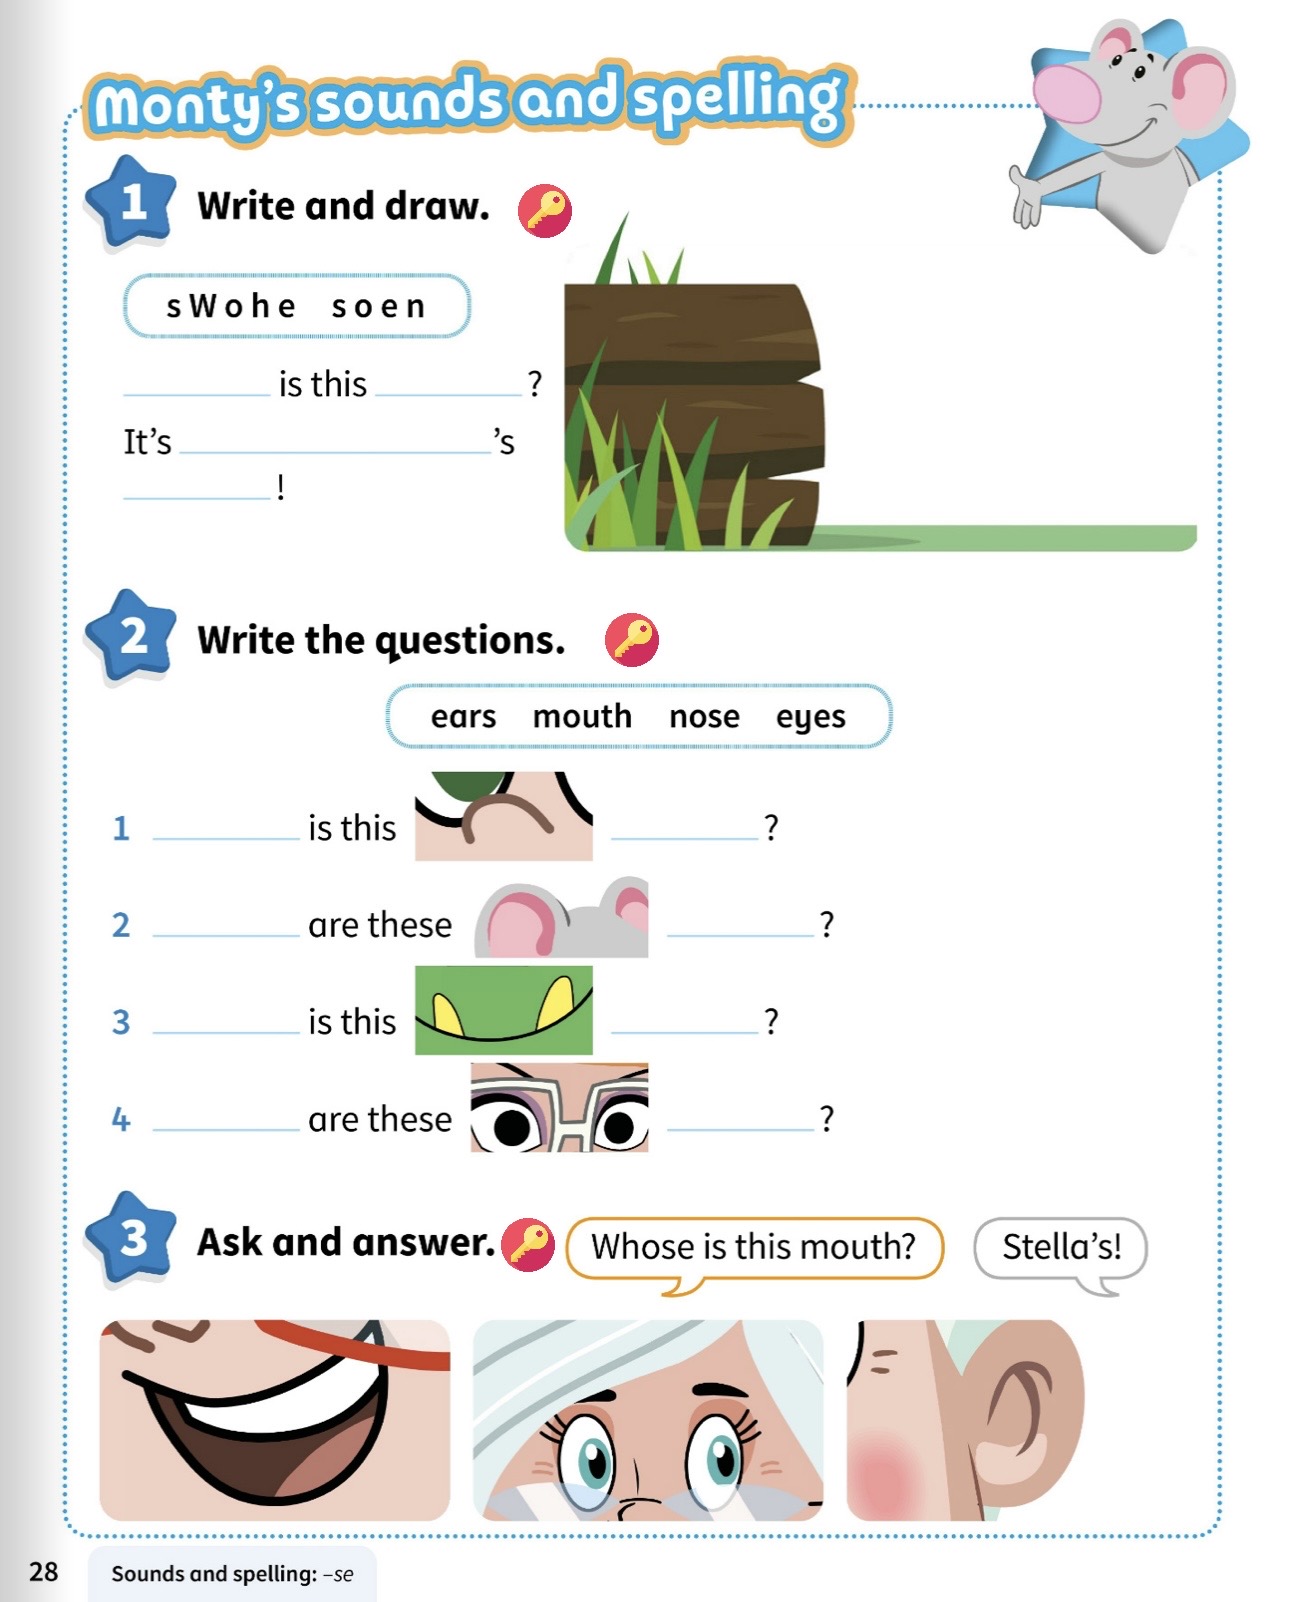 Monty's sounds and spelling
1 Write and draw.
sWohe soen
is this ?
It's 's
!
2 Write the questions.
ears mouth nose eyes
1 is this ?
2 are these ?
3 is this ?
4 are these ?
3 Ask and answer. Whose is this mouth? Stella's!
28 Sounds and spelling: –se